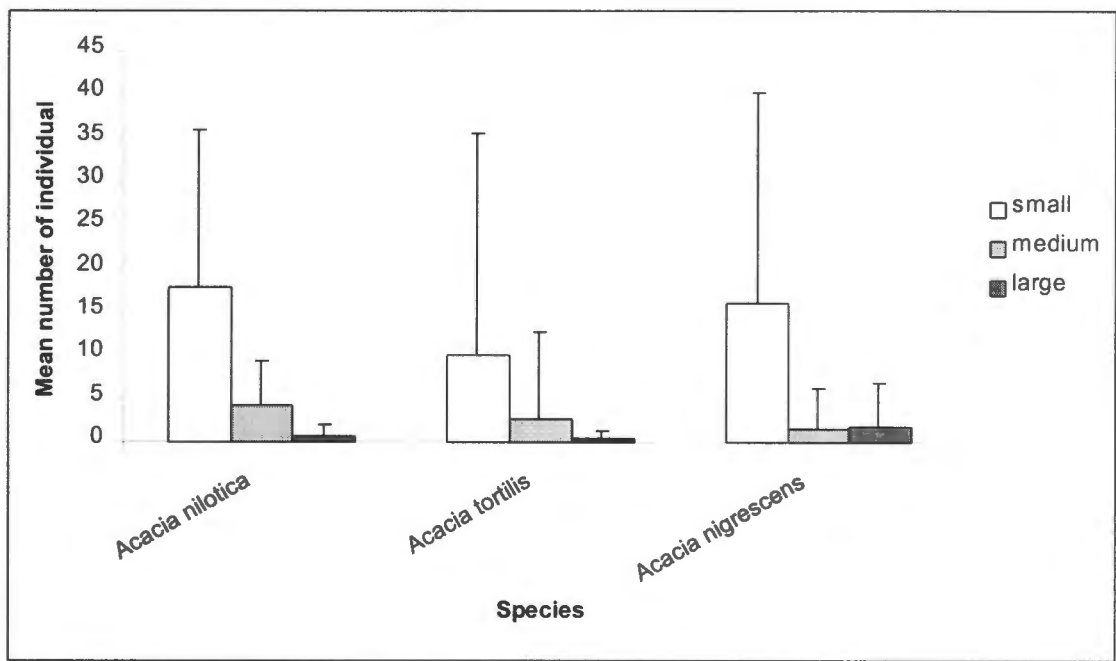 45
40
35
30
25
20
15
10
5
0
Mean number of individual
small
medium
large
Acacia nilotica
Acacia tortilis
Acacia nigrescens
Species